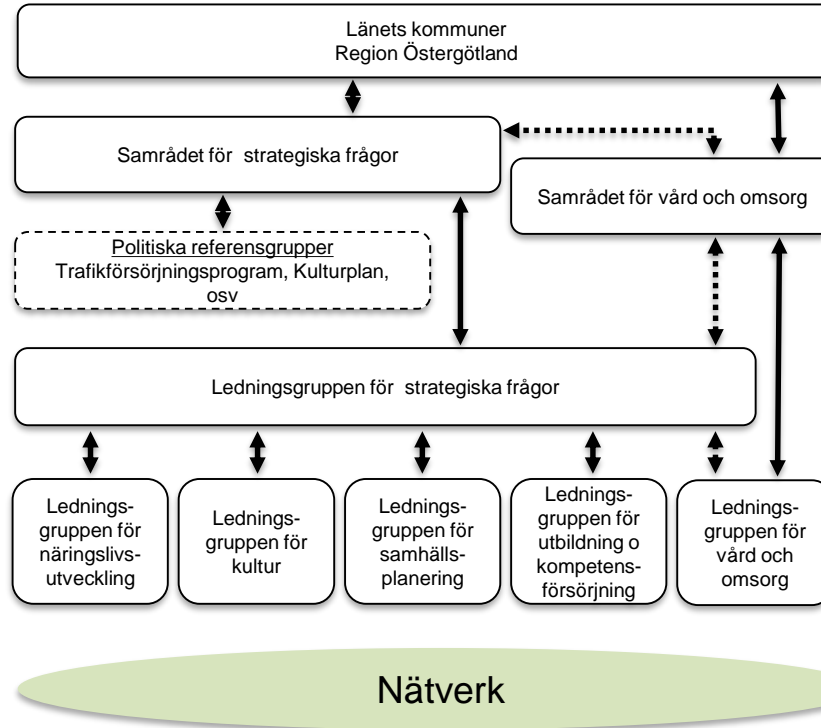 Länets kommuner
Region Östergötland
Samrådet för strategiska frågor
Samrådet för vård och omsorg
Politiska referensgrupper
Trafikförsörjningsprogram, Kulturplan,
osv
Ledningsgruppen för strategiska frågor
Lednings-
gruppen för
näringslivs-
utveckling
Lednings-
gruppen för
kultur
Lednings-
gruppen för
samhälls-
planering
Lednings-
gruppen för
utbildning o
kompetens-
försörjning
Lednings-
gruppen för
vård och
omsorg
Nätverk